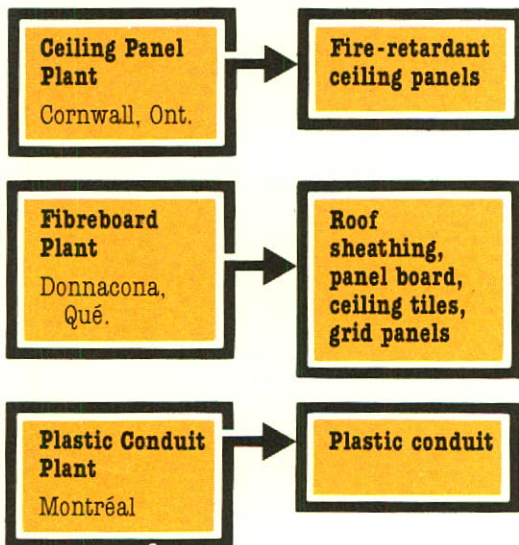 Ceiling Panel
Plant
Cornwall, Ont.
Fire-retardant
ceiling panels
Fibreboard
Plant
Donnacona,
Qué.
Roof
sheathing,
panel board,
ceiling tiles,
grid panels
Plastic Conduit
Plant
Montréal
Plastic conduit